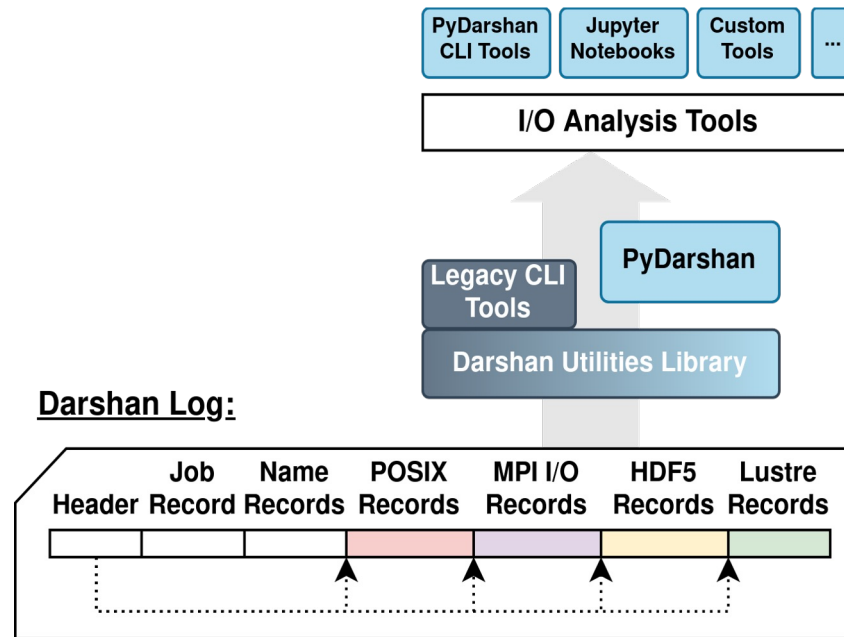 PyDarshan
CLI Tools
Jupyter
Notebooks
Custom
Tools
...
I/O Analysis Tools
PyDarshan
Legacy CLI
Tools
Darshan Utilities Library
Darshan Log:
Header
Job
Record
Name
Records
POSIX
Records
MPI I/O
Records
HDF5
Records
Lustre
Records